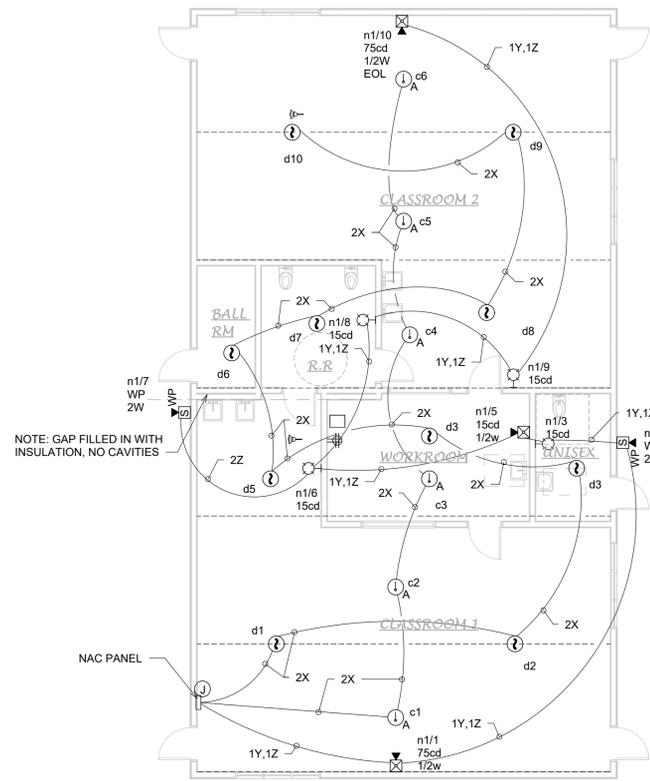 n1/10
75cd
1/2W
EOL
1Y,1Z
c6
A
d10
d9
2X
CLASSROOM 2
c5
A
2X
2X
BALL
RM
2X
d7
n1/8
15cd
c4
A
d8
R.R
1Y,1Z
1Y,1Z
d6
n1/9
15cd
n1/7
WP
2W
WP
S
NOTE: GAP FILLED IN WITH
INSULATION, NO CAVITIES
2X
2X
d3
n1/5
15cd
1/2w
n1/3
15cd
S
WP
2Z
d5
WORKROOM
UNISEX
1Y,1Z
n1/6
15cd
A
c3
2X
d3
c2
A
d1
CLASSROOM 1
2X
d2
NAC PANEL
J
2X
2X
c1
A
1Y,1Z
1Y,1Z
n1/1
75cd
1/2w